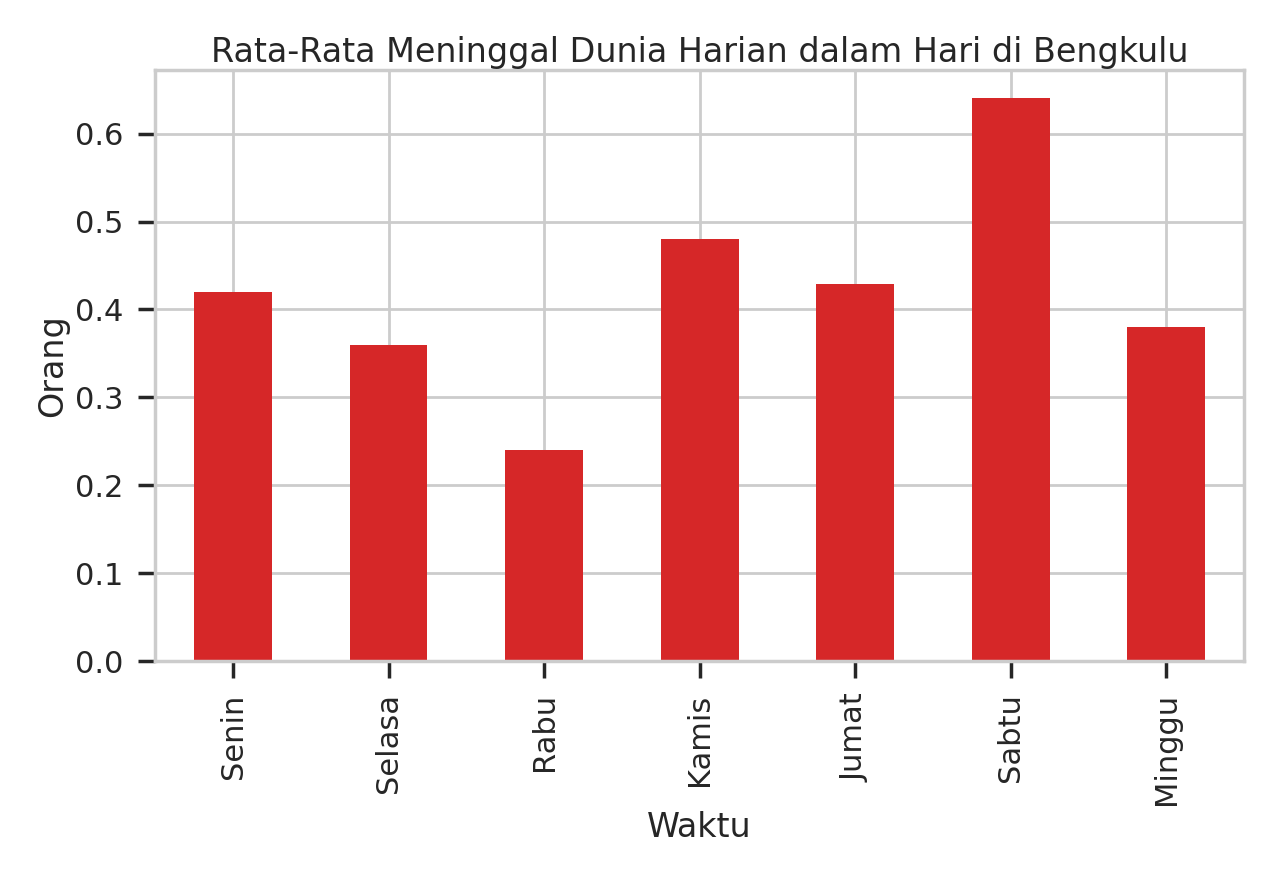 Rata-Rata Meninggal Dunia Harian dalam Hari di Bengkulu
0.6
0.5
0.4
0.3
0.2
0.1
0.0
Orang
Senin
Selasa
Rabu
Kamis
Jumat
Sabtu
Minggu
Waktu